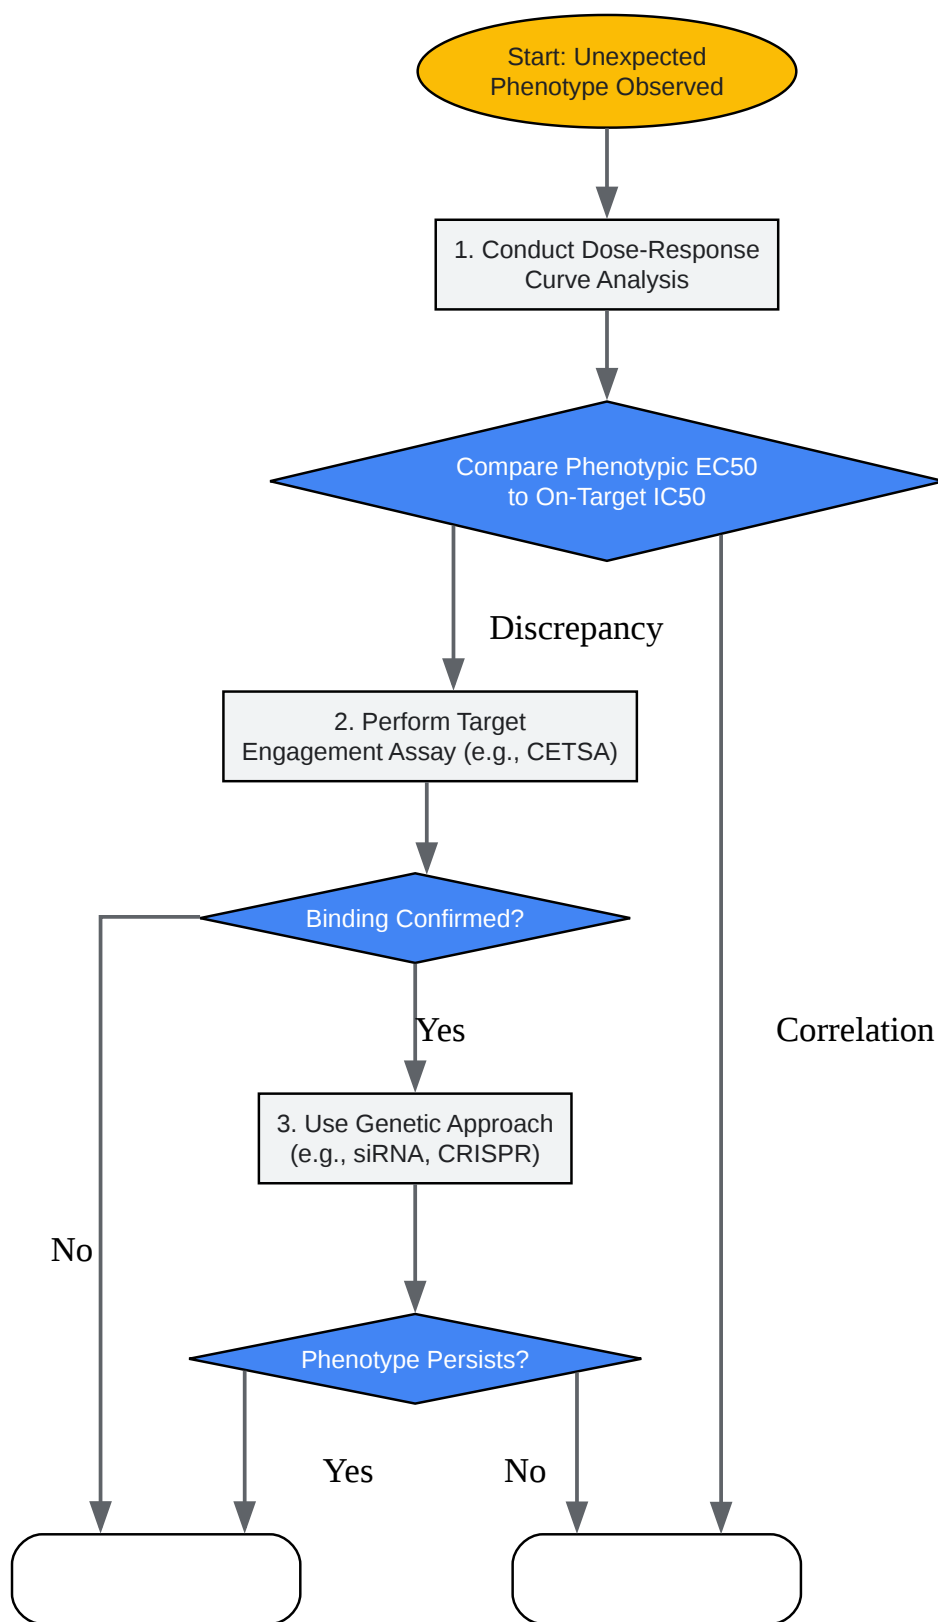 Start: Unexpected
Phenotype Observed
1. Conduct Dose-Response
Curve Analysis
Compare Phenotypic EC50
to On-Target IC50
Discrepancy
2. Perform Target
Engagement Assay (e.g., CETSA)
Binding Confirmed?
Yes
Correlation
3. Use Genetic Approach
(e.g., siRNA, CRISPR)
No
Phenotype Persists?
Yes
No